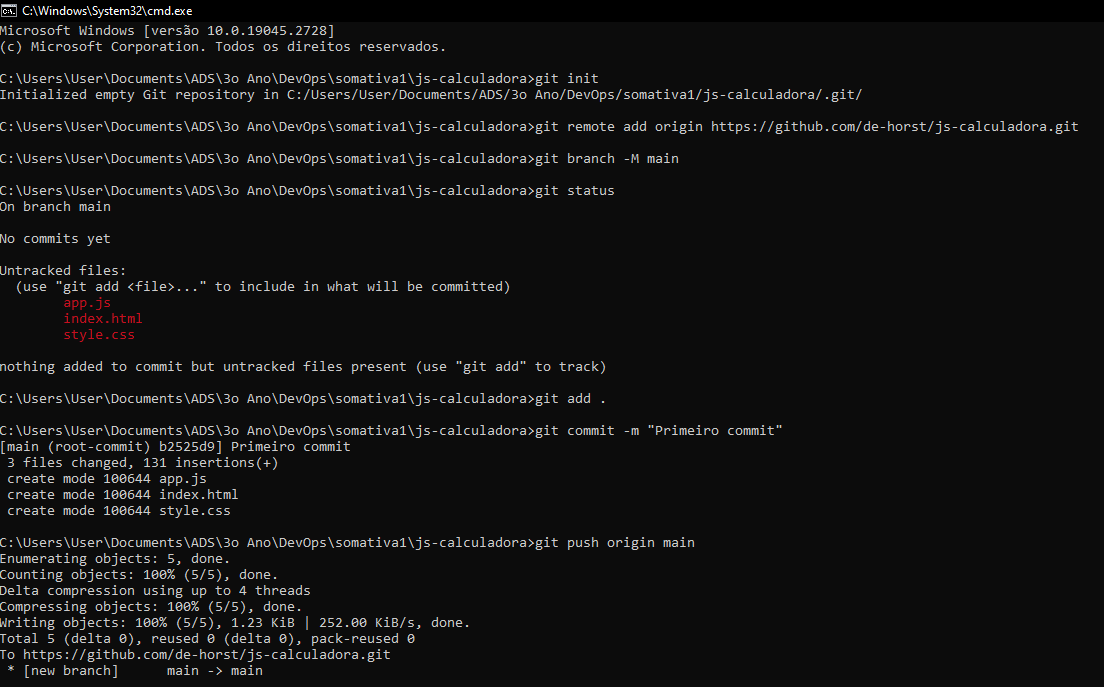 C:\Windows\System32\cmd.exe
Microsoft Windows [versão 10.0.19045.2728]
(c) Microsoft Corporation. Todos os direitos reservados.
C:\Users\User\Documents\ADS\3o Ano\DevOps\somativa1\js-calculadora>git init
Initialized empty Git repository in C:/Users/User/Documents/ADS/3o Ano/DevOps/somativa1/js-calculadora/.git/
C:\Users\User\Documents\ADS\3o Ano\DevOps\somativa1\js-calculadora>git remote add origin https://github.com/de-horst/js-calculadora.git
C:\Users\User\Documents\ADS\3o Ano\DevOps\somativa1\js-calculadora>git branch -M main
C:\Users\User\Documents\ADS\3o Ano\DevOps\somativa1\js-calculadora>git status
On branch main
No commits yet
Untracked files:
  (use "git add <file>..." to include in what will be committed)
        app.js
        index.html
        style.css
nothing added to commit but untracked files present (use "git add" to track)
C:\Users\User\Documents\ADS\3o Ano\DevOps\somativa1\js-calculadora>git add .
C:\Users\User\Documents\ADS\3o Ano\DevOps\somativa1\js-calculadora>git commit -m "Primeiro commit"
[main (root-commit) b2525d9] Primeiro commit
 3 files changed, 131 insertions(+)
 create mode 100644 app.js
 create mode 100644 index.html
 create mode 100644 style.css
C:\Users\User\Documents\ADS\3o Ano\DevOps\somativa1\js-calculadora>git push origin main
Enumerating objects: 5, done.
Counting objects: 100% (5/5), done.
Delta compression using up to 4 threads
Compressing objects: 100% (5/5), done.
Writing objects: 100% (5/5), 1.23 KiB | 252.00 KiB/s, done.
Total 5 (delta 0), reused 0 (delta 0), pack-reused 0
To https://github.com/de-horst/js-calculadora.git
 * [new branch]      main -> main